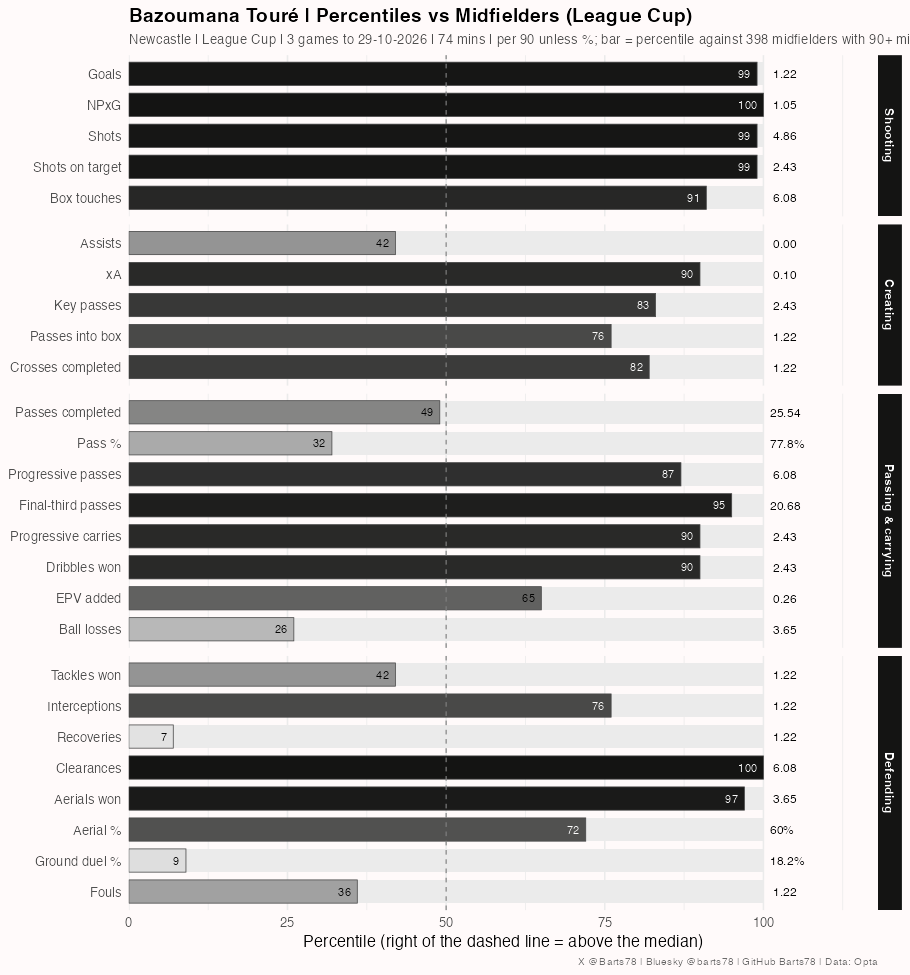 Bazoumana Touré | Percentiles vs Midfielders (League Cup)
Newcastle | League Cup | 3 games to 29-10-2026 | 74 mins | per 90 unless %; bar = percentile against 398 midfielders with 90+ mi
Goals 99 1.22
NPxG 100 1.05
Shots 99 4.86
Shots on target 99 2.43
Box touches 91 6.08
Shooting
Assists 42 0.00
xA 90 0.10
Key passes 83 2.43
Passes into box 76 1.22
Crosses completed 82 1.22
Creating
Passes completed 49 25.54
Pass % 32 77.8%
Progressive passes 87 6.08
Final-third passes 95 20.68
Progressive carries 90 2.43
Dribbles won 90 2.43
EPV added 65 0.26
Ball losses 26 3.65
Passing & carrying
Tackles won 42 1.22
Interceptions 76 1.22
Recoveries 7 1.22
Clearances 100 6.08
Aerials won 97 3.65
Aerial % 72 60%
Ground duel % 9 18.2%
Fouls 36 1.22
Defending
0 25 50 75 100
Percentile (right of the dashed line = above the median)
X @Barts78 | Bluesky @barts78 | GitHub Barts78 | Data: Opta